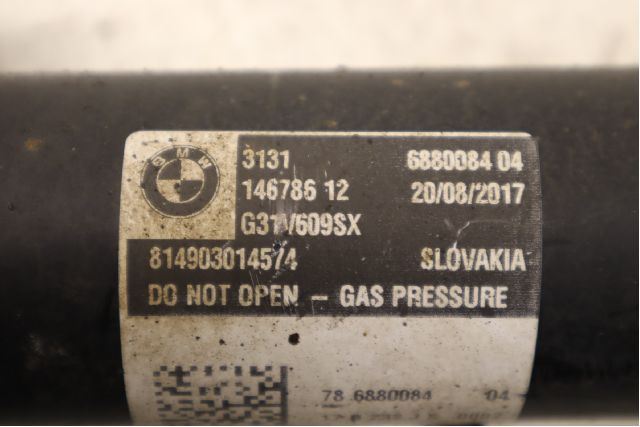 BMW
3131 6880084 04
146786 12 20/08/2017
G31V/609SX
814903014574 SLOVAKIA
DO NOT OPEN – GAS PRESSURE
78 6880084 04